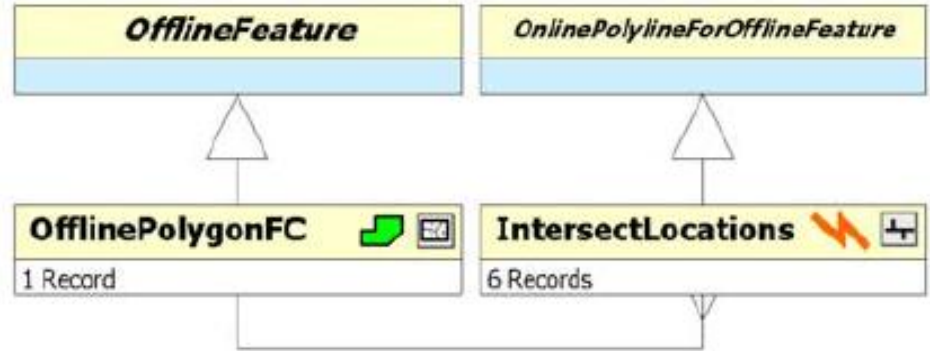 OfflineFeature
OnlinePolylineForOfflineFeature
OfflinePolygonFC
1 Record
IntersectLocations
6 Records